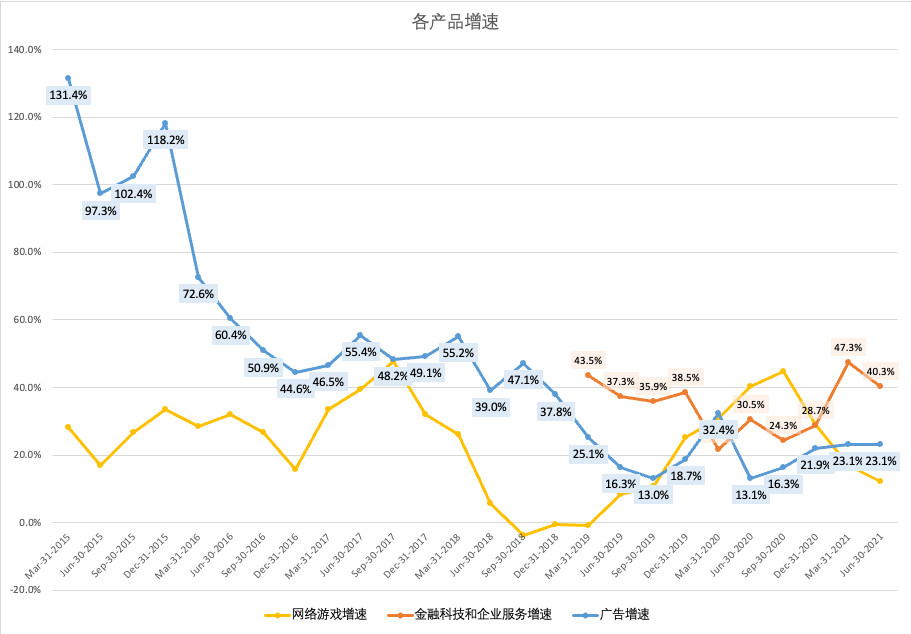 各产品增速
140.0%
120.0%
100.0%
80.0%
60.0%
40.0%
20.0%
0.0%
-20.0%
131.4%
97.3%
102.4%
118.2%
72.6%
60.4%
50.9%
44.6%
46.5%
55.4%
48.2%
49.1%
55.2%
39.0%
47.1%
37.8%
25.1%
16.3%
13.0%
18.7%
32.4%
13.1%
16.3%
21.9%
23.1%
23.1%
43.5%
37.3%
35.9%
38.5%
30.5%
24.3%
28.7%
47.3%
40.3%
Mar-31-2015
Jun-30-2015
Sep-30-2015
Dec-31-2015
Mar-31-2016
Jun-30-2016
Sep-30-2016
Dec-31-2016
Mar-31-2017
Jun-30-2017
Sep-30-2017
Dec-31-2017
Mar-31-2018
Jun-30-2018
Sep-30-2018
Dec-31-2018
Mar-31-2019
Jun-30-2019
Sep-30-2019
Dec-31-2019
Mar-31-2020
Jun-30-2020
Sep-30-2020
Dec-31-2020
Mar-31-2021
Jun-30-2021
网络游戏增速 金融科技和企业服务增速 广告增速